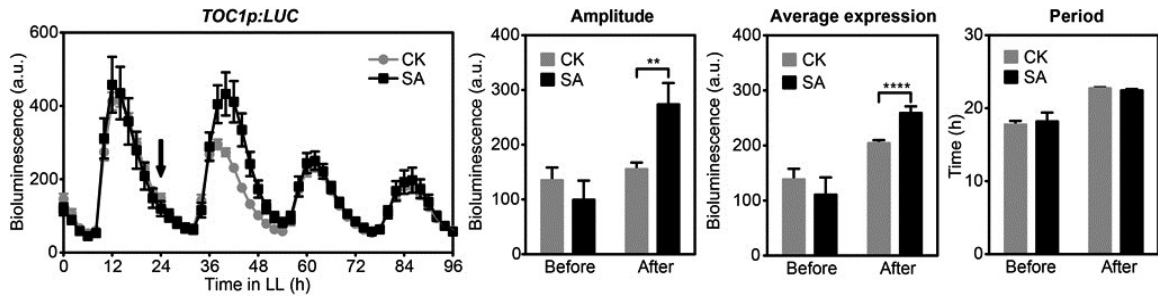 TOC1p:LUC
Bioluminescence (a.u.)
600
400
200
0
CK
SA
0 12 24 36 48 60 72 84 96
Time in LL (h)
Amplitude
Bioluminescence (a.u.)
400
300
200
100
0
CK
SA
**
Before After
Average expression
Bioluminescence (a.u.)
400
300
200
100
0
CK
SA
****
Before After
Period
Time (h)
30
20
10
0
CK
SA
Before After